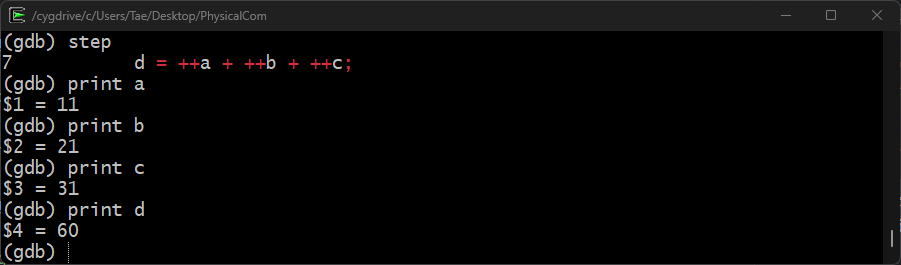 /cygdrive/c/Users/Tae/Desktop/PhysicalCom
(gdb) step
7           d = ++a + ++b + ++c;
(gdb) print a
$1 = 11
(gdb) print b
$2 = 21
(gdb) print c
$3 = 31
(gdb) print d
$4 = 60
(gdb)